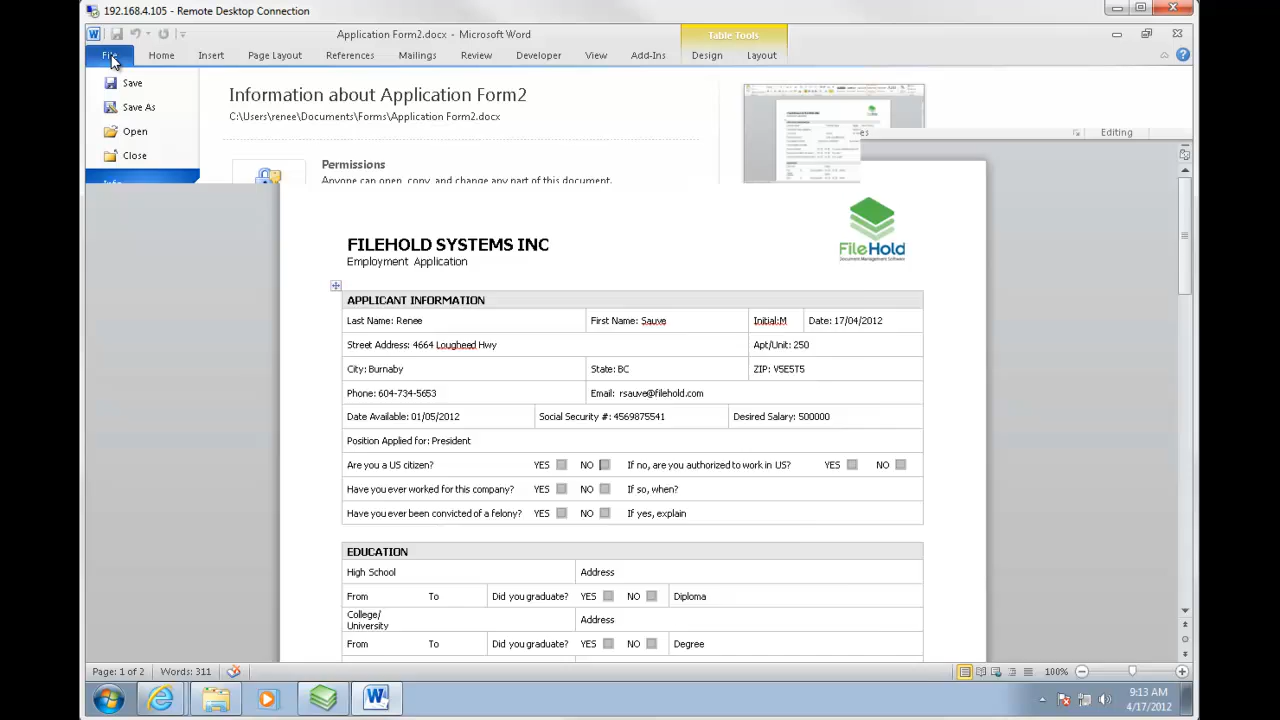 192.168.4.105 - Remote Desktop Connection
Application Form2.docx - Microsoft Word
Table Tools
File Home Insert Page Layout References Mailings Review Developer View Add-Ins Design Layout
Save
Save As
Open
Close
Info
Information about Application Form2
C:\Users\renee\Documents\Forms\Application Form2.docx
Permissions
Anyone can open, copy, and change any part of this document.
Editing
FILEHOLD SYSTEMS INC
Employment Application
FileHold
Document Management Software
APPLICANT INFORMATION
Last Name: Renee First Name: Sauve Initial:M Date: 17/04/2012
Street Address: 4664 Lougheed Hwy Apt/Unit: 250
City: Burnaby State: BC ZIP: V5E5T5
Phone: 604-734-5653 Email: rsauve@filehold.com
Date Available: 01/05/2012 Social Security #: 4569875541 Desired Salary: 500000
Position Applied for: President
Are you a US citizen? YES NO If no, are you authorized to work in US? YES NO
Have you ever worked for this company? YES NO If so, when?
Have you ever been convicted of a felony? YES NO If yes, explain
EDUCATION
High School Address
From To Did you graduate? YES NO Diploma
College/
University Address
From To Did you graduate? YES NO Degree
Page: 1 of 2 Words: 311 100%
9:13 AM
4/17/2012